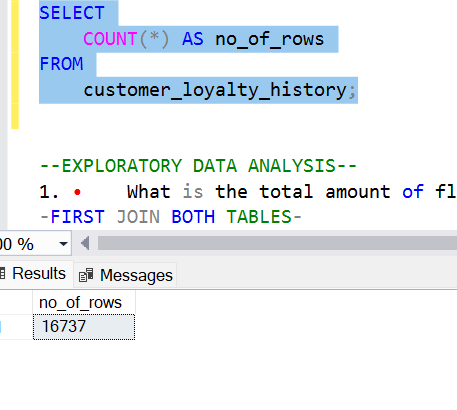 SELECT
COUNT(*) AS no_of_rows
FROM
customer_loyalty_history;
--EXPLORATORY DATA ANALYSIS--
1. • What is the total amount of fl
-FIRST JOIN BOTH TABLES-
00 %
Results
Messages
no_of_rows
16737